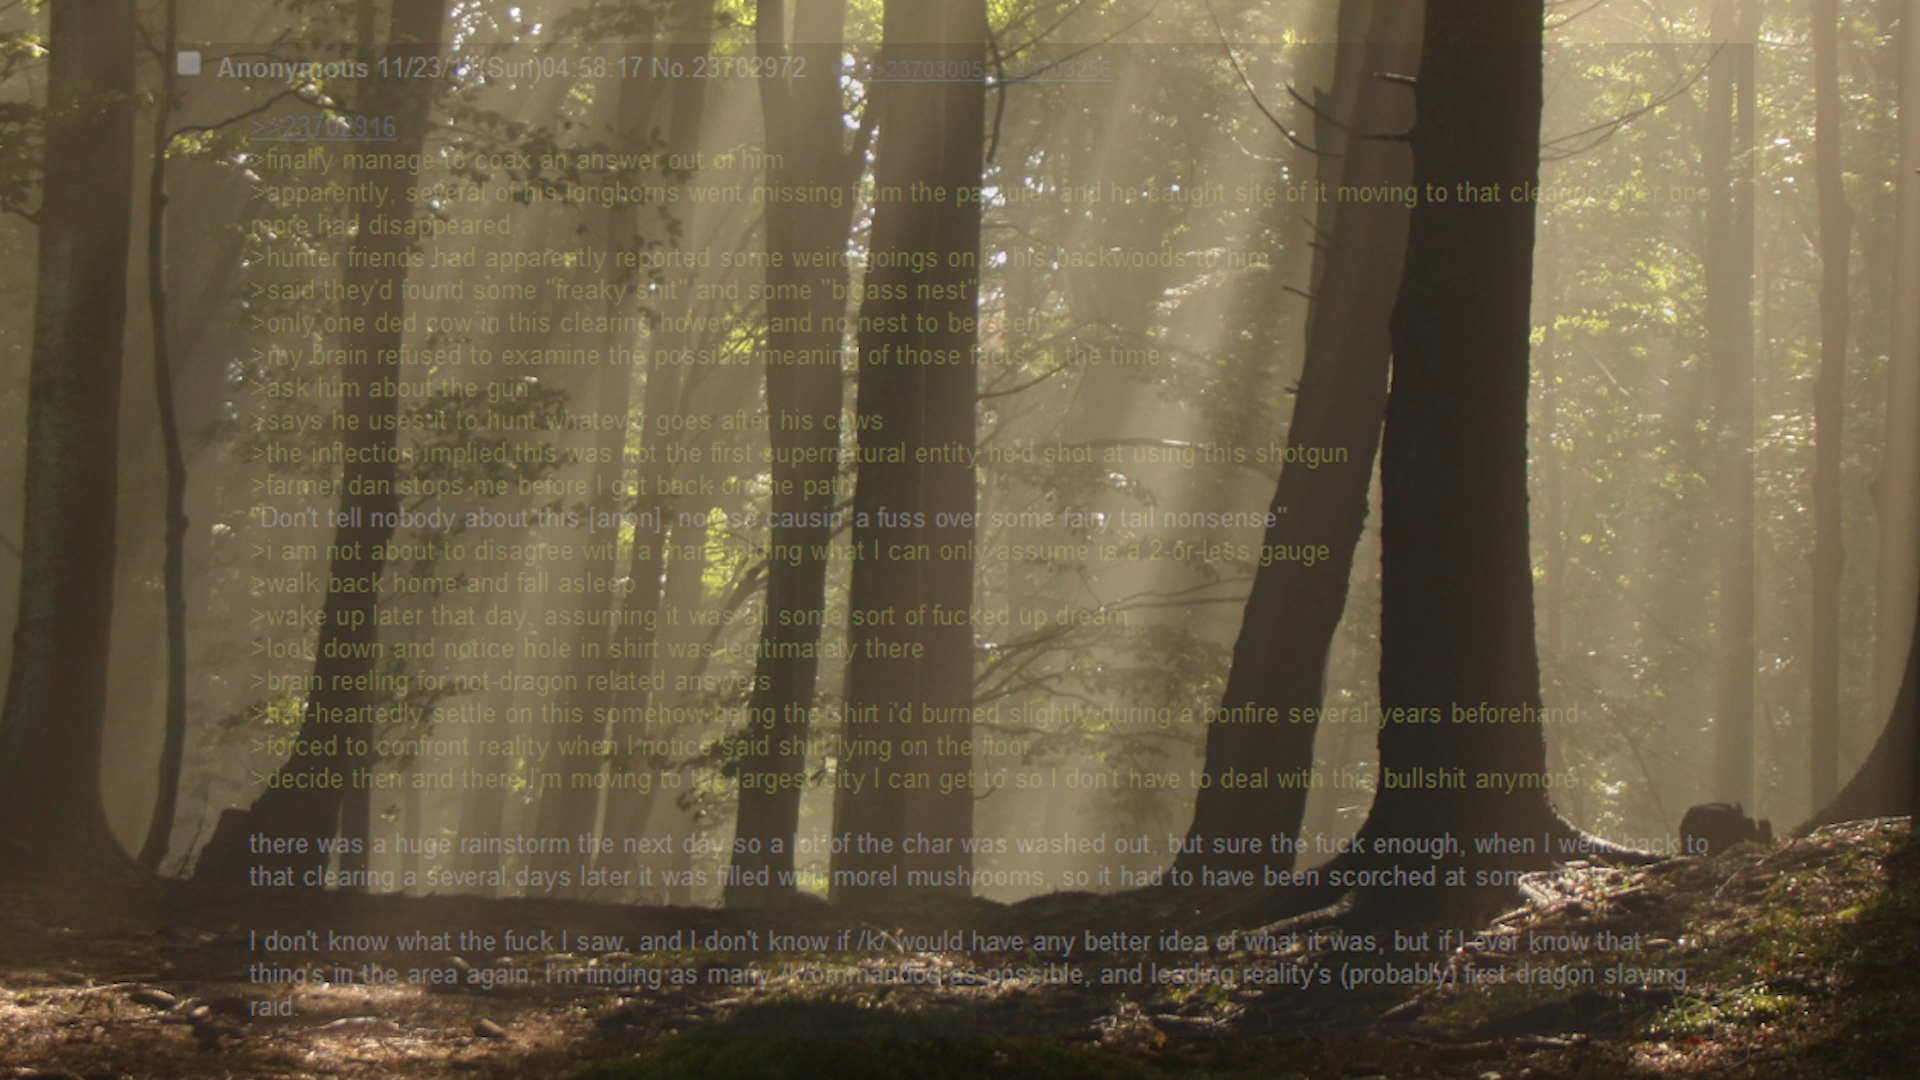 Anonymous 11/23/14(Sun)04:58:17 No.23702972 >>23703005 >>23703256
>>23702916
>finally manage to coax an answer out of him
>apparently, several of his longhorns went missing from the pasture, and he caught site of it moving to that clearing after one
more had disappeared
>hunter friends had apparently reported some weird goings on in his backwoods to him
>said they'd found some "freaky shit" and some "bigass nest"
>only one ded cow in this clearing however, and no nest to be seen
>my brain refused to examine the possible meaning of those facts at the time
>ask him about the gun
>says he uses it to hunt whatever goes after his cows
>the inflection implied this was not the first supernatural entity he'd shot at using this shotgun
>farmer dan stops me before I get back on the path
"Don't tell nobody about this [anon], no use causin' a fuss over some fairy tail nonsense"
>i am not about to disagree with a man holding what I can only assume is a 2-or-less gauge
>walk back home and fall asleep
>wake up later that day, assuming it was all some sort of fucked up dream
>look down and notice hole in shirt was legitimately there
>brain reeling for not-dragon related answers
>half-heartedly settle on this somehow being the shirt i'd burned slightly during a bonfire several years beforehand
>forced to confront reality when I notice said shirt lying on the floor
>decide then and there I'm moving to the largest city I can get to so I don't have to deal with this bullshit anymore
there was a huge rainstorm the next day so a lot of the char was washed out, but sure the fuck enough, when I went back to
that clearing a several days later it was filled with morel mushrooms, so it had to have been scorched at some
I don't know what the fuck I saw, and I don't know if /k/ would have any better idea of what it was, but if I ever know that
thing's in the area again, I'm finding as many /k/ommandos as possible, and leading reality's (probably) first dragon slaying
raid.